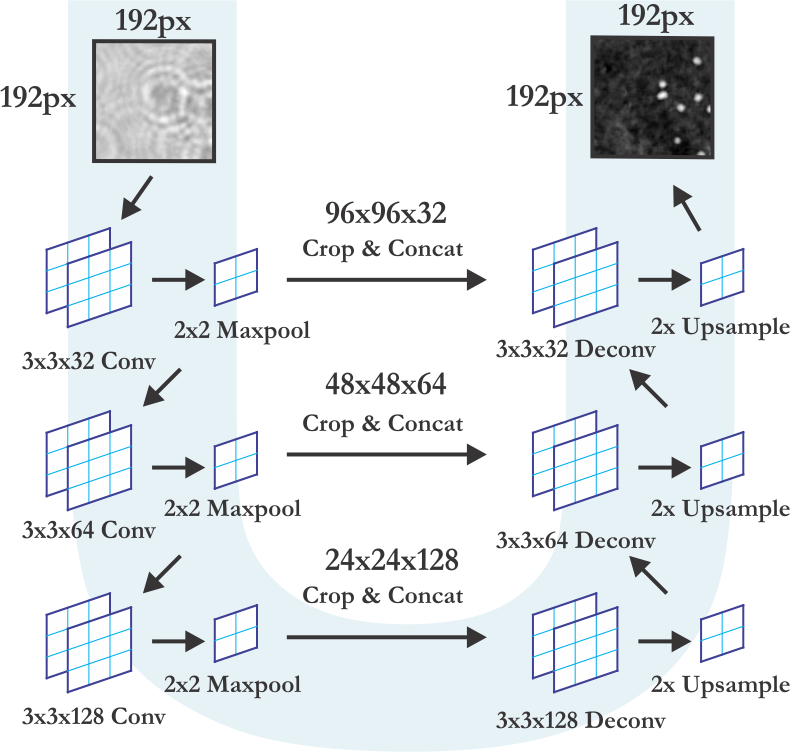 192px
192px
192px
192px
96x96x32
Crop & Concat
2x2 Maxpool
2x Upsample
3x3x32 Conv
3x3x32 Deconv
48x48x64
Crop & Concat
2x2 Maxpool
2x Upsample
3x3x64 Conv
3x3x64 Deconv
24x24x128
Crop & Concat
2x2 Maxpool
2x Upsample
3x3x128 Conv
3x3x128 Deconv